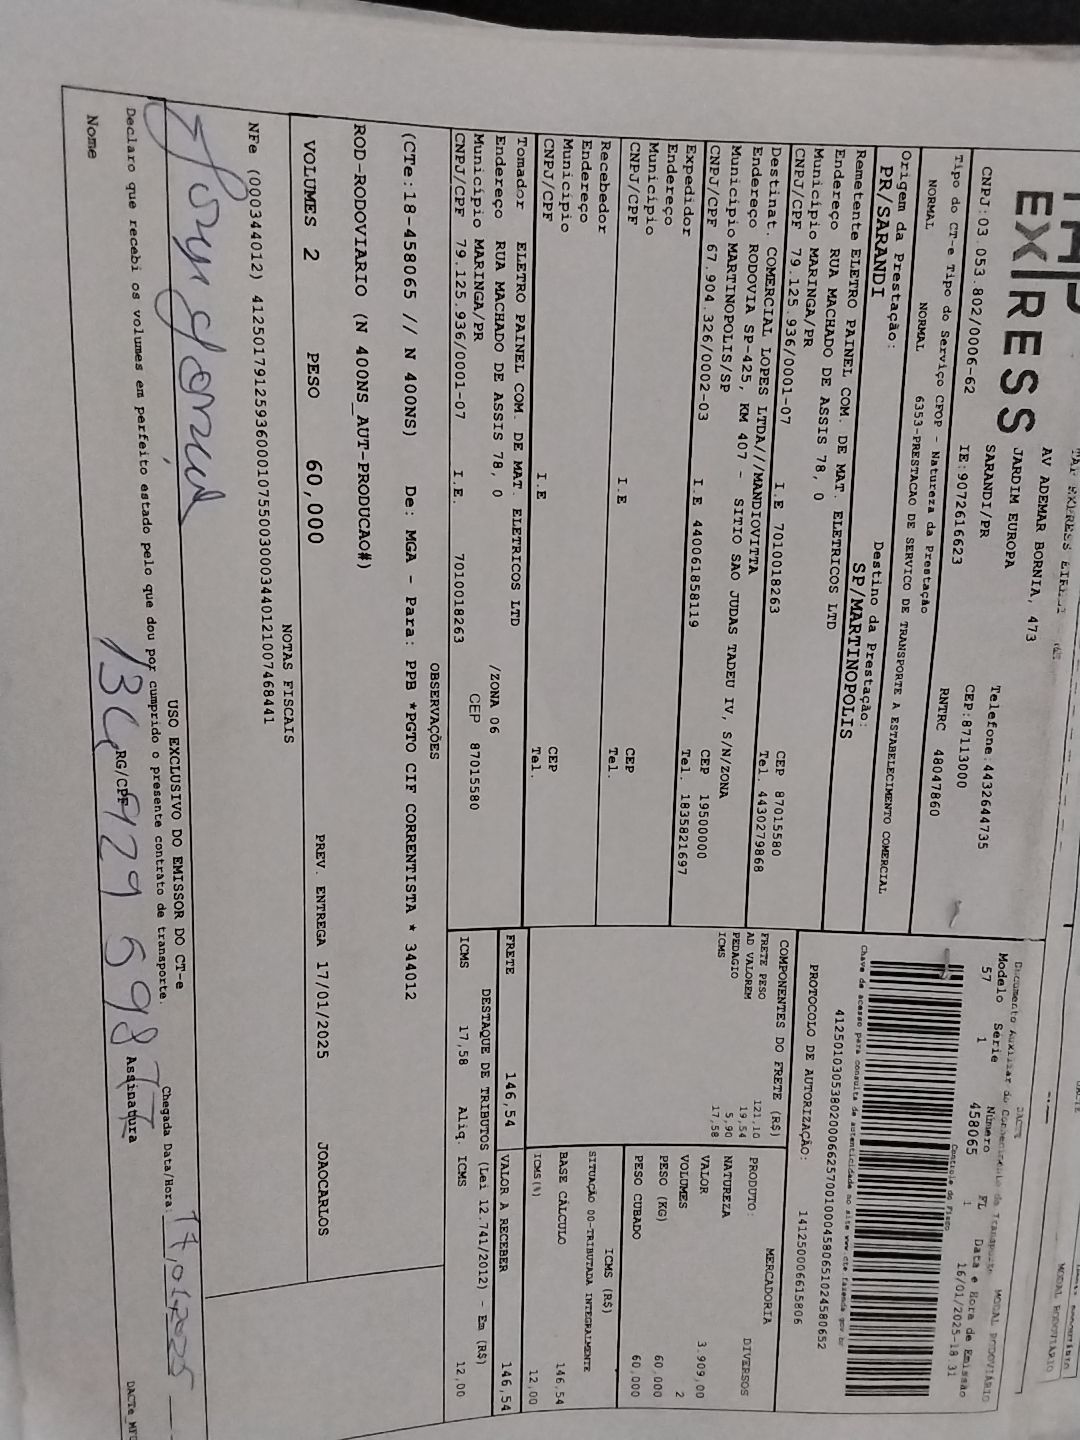 EXPRESS
AV ADEMAR BORNIA, 473
JARDIM EUROPA
SARANDI/PR
Telefone:4432644735
CNPJ:03.053.802/0006-62
IE:9072616623
CEP:87113000
Tipo do CT-e Tipo do Serviço CFOP - Natureza da Prestação
RNTRC 48047860
NORMAL NORMAL 6353-PRESTACAO DE SERVICO DE TRANSPORTE A ESTABELECIMENTO COMERCIAL
Origem da Prestação: Destino da Prestação:
PR/SARANDI SP/MARTINOPOLIS
Remetente ELETRO PAINEL COM. DE MAT. ELETRICOS LTD
Endereço RUA MACHADO DE ASSIS 78, 0
Município MARINGA/PR CEP 87015580
CNPJ/CPF 79.125.936/0001-07 I.E 7010018263 Tel. 4430279868
Destinat. COMERCIAL LOPES LTDA///MANDIOVITTA
Endereço RODOVIA SP-425, KM 407 - SITIO SAO JUDAS TADEU IV, S/N/ZONA
Município MARTINOPOLIS/SP CEP 19500000
CNPJ/CPF 67.904.326/0002-03 I.E 440061858119 Tel. 1835821697
Expedidor
Endereço
Município CEP
CNPJ/CPF I.E Tel.
Recebedor
Endereço
Município CEP
CNPJ/CPF I.E Tel.
Tomador ELETRO PAINEL COM. DE MAT. ELETRICOS LTD
Endereço RUA MACHADO DE ASSIS 78, 0 /ZONA 06
Município MARINGA/PR CEP 87015580
CNPJ/CPF 79.125.936/0001-07 I.E. 7010018263
OBSERVAÇÕES
(CTe:18-458065 // N 400NS) De: MGA - Para: PPB *PGTO CIF CORRENTISTA * 344012
ROD-RODOVIARIO (N 400NS_AUT-PRODUCAO#)
VOLUMES 2 PESO 60,000 PREV. ENTREGA 17/01/2025 JOAOCARLOS
NOTAS FISCAIS
NFe (000344012) 41250179125936000107550030003440121007468441
Documento Auxiliar do Conhecimento de Transporte MODAL RODOVIÁRIO
Modelo Série Número FL Data e Hora de Emissão
57 1 458065 1 16/01/2025-18:31
Controle do Fisco
Chave de acesso para consulta de autenticidade no site www.cte.fazenda.gov.br
41250103053802000662570010004580651024580652
PROTOCOLO DE AUTORIZAÇÃO: 141250006615806
COMPONENTES DO FRETE (R$)
FRETE PESO 121,10
AD VALOREM 19,54
PEDAGIO 5,90
ICMS 17,58
MERCADORIA
PRODUTO: DIVERSOS
NATUREZA
VALOR 3.909,00
VOLUMES 2
PESO (KG) 60,000
PESO CUBADO 60,000
ICMS (R$)
SITUAÇÃO 00-TRIBUTADA INTEGRALMENTE
BASE CÁLCULO 146,54
ICMS(%) 12,00
FRETE 146,54 VALOR A RECEBER 146,54
DESTAQUE DE TRIBUTOS (Lei 12.741/2012) - Em (R$)
ICMS 17,58 Aliq. ICMS 12,00
USO EXCLUSIVO DO EMISSOR DO CT-e
Declaro que recebi os volumes em perfeito estado pelo que dou por cumprido o presente contrato de transporte.
Chegada Data/Hora:
Nome RG/CPF Assinatura